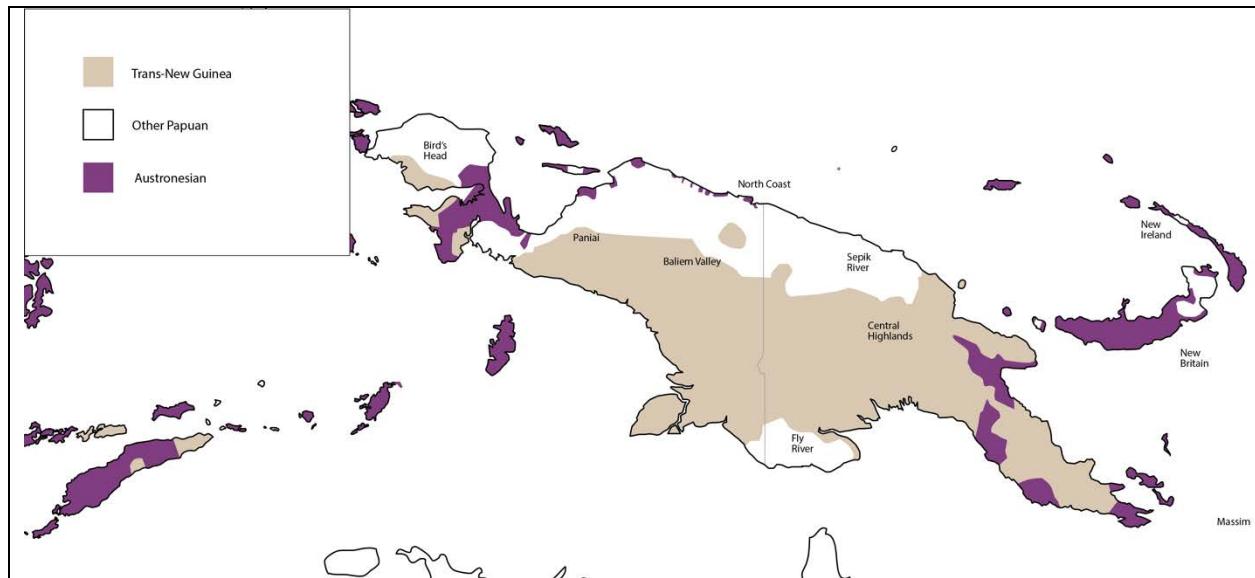 Trans-New Guinea
Other Papuan
Austronesian
Bird's
Head
North Coast
New
Ireland
Paniai
Baliem Valley
Sepik
River
Central
Highlands
New
Britain
Fly
River
Massim